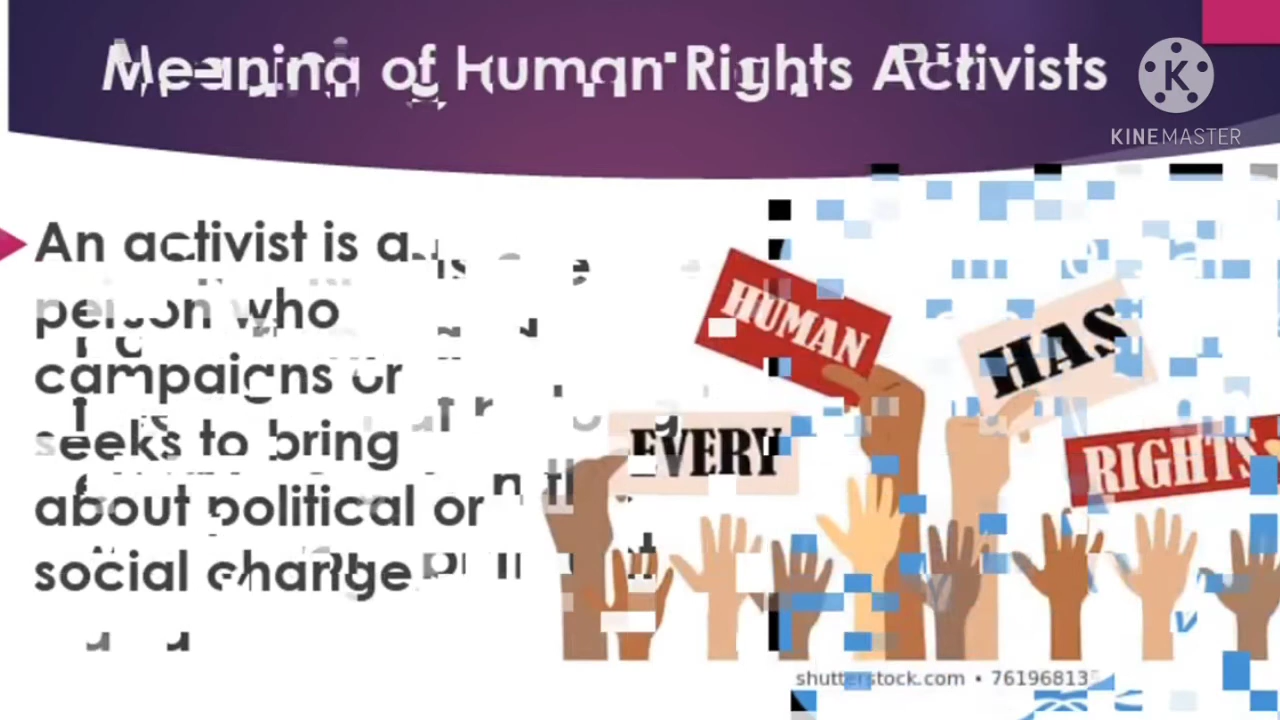 Meaning of Human Rights Activists
KINEMASTER
An activist is a
person who
campaigns or
seeks to bring
about political or
social change
HUMAN
HAS
EVERY
RIGHTS
shutterstock.com •